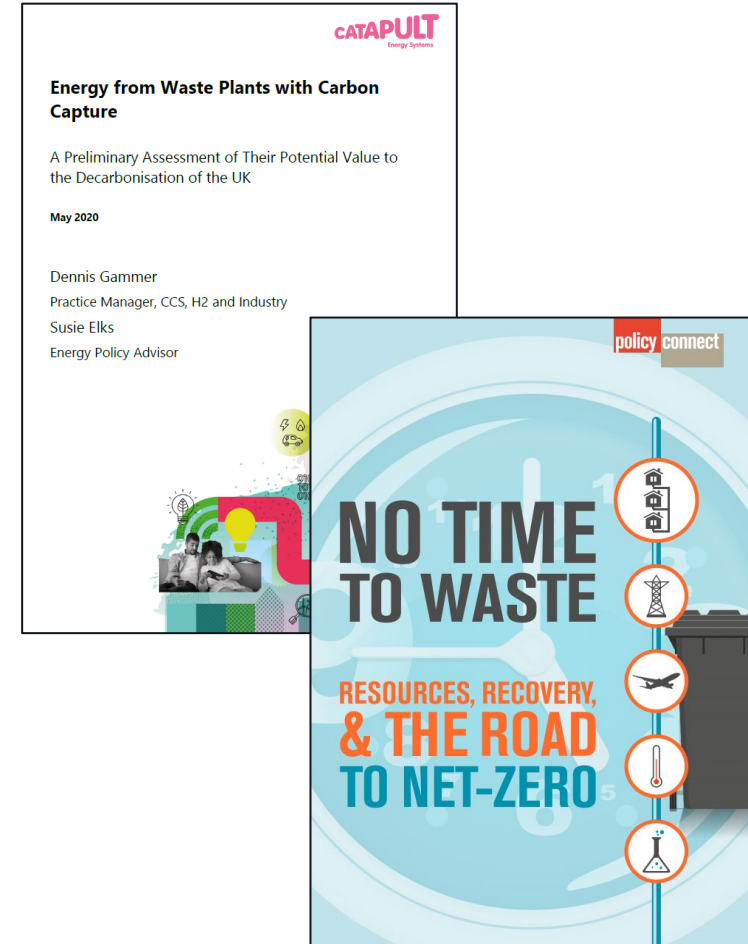 CATAPULT
Energy Systems
Energy from Waste Plants with Carbon
Capture
A Preliminary Assessment of Their Potential Value to
the Decarbonisation of the UK
May 2020
Dennis Gammer
Practice Manager, CCS, H2 and Industry
Susie Elks
Energy Policy Advisor
policy connect
NO TIME
TO WASTE
RESOURCES, RECOVERY,
& THE ROAD
TO NET-ZERO